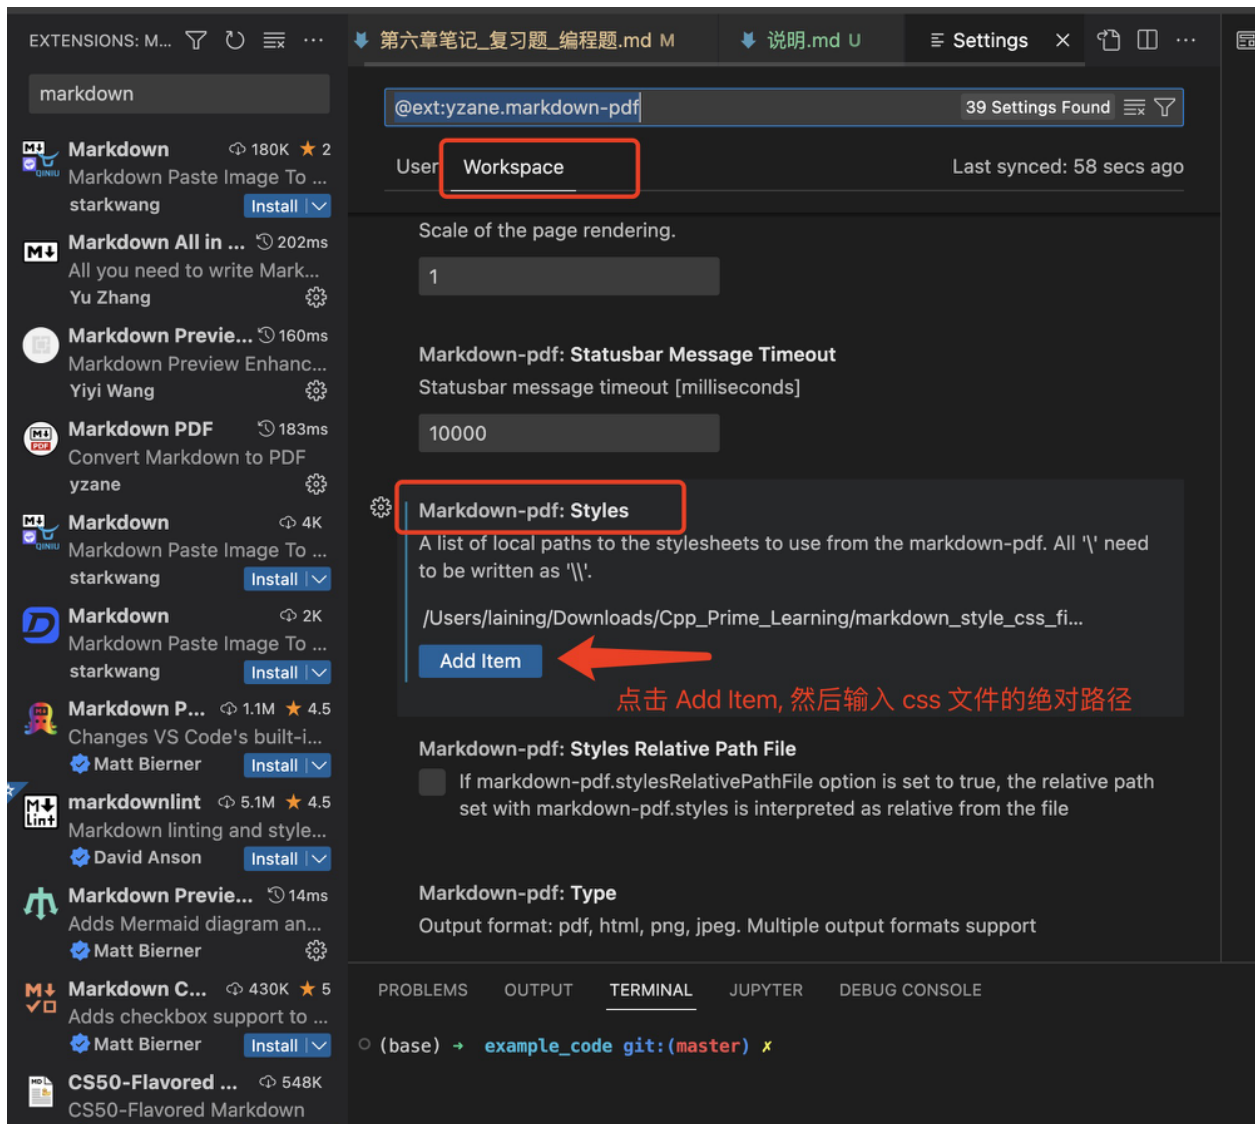 EXTENSIONS: M...
markdown
Markdown 180K ★ 2
Markdown Paste Image To ...
starkwang Install
Markdown All in ... 202ms
All you need to write Mark...
Yu Zhang
Markdown Previe... 160ms
Markdown Preview Enhanc...
Yiyi Wang
Markdown PDF 183ms
Convert Markdown to PDF
yzane
Markdown 4K
Markdown Paste Image To ...
starkwang Install
Markdown 2K
Markdown Paste Image To ...
starkwang Install
Markdown P... 1.1M ★ 4.5
Changes VS Code's built-i...
Matt Bierner Install
markdownlint 5.1M ★ 4.5
Markdown linting and style...
David Anson Install
Markdown Previe... 14ms
Adds Mermaid diagram an...
Matt Bierner
Markdown C... 430K ★ 5
Adds checkbox support to ...
Matt Bierner Install
CS50-Flavored ... 548K
CS50-Flavored Markdown
第六章笔记_复习题_编程题.md M
说明.md U
Settings
@ext:yzane.markdown-pdf 39 Settings Found
User Workspace Last synced: 58 secs ago
Scale of the page rendering.
1
Markdown-pdf: Statusbar Message Timeout
Statusbar message timeout [milliseconds]
10000
Markdown-pdf: Styles
A list of local paths to the stylesheets to use from the markdown-pdf. All '\' need
to be written as '\\'.
/Users/laining/Downloads/Cpp_Prime_Learning/markdown_style_css_fi...
Add Item
点击 Add Item, 然后输入 css 文件的绝对路径
Markdown-pdf: Styles Relative Path File
If markdown-pdf.stylesRelativePathFile option is set to true, the relative path
set with markdown-pdf.styles is interpreted as relative from the file
Markdown-pdf: Type
Output format: pdf, html, png, jpeg. Multiple output formats support
PROBLEMS OUTPUT TERMINAL JUPYTER DEBUG CONSOLE
(base) → example_code git:(master) ✗